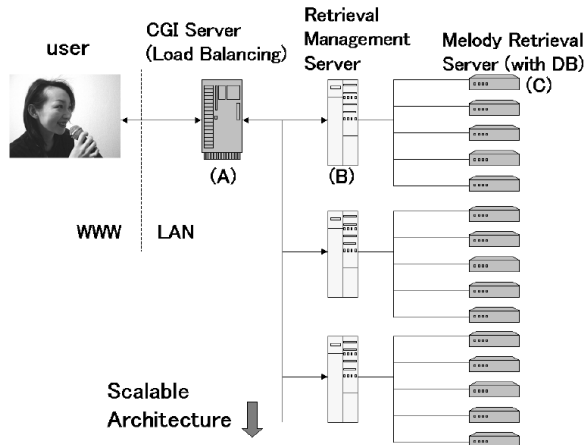 user
CGI Server
(Load Balancing)
Retrieval
Management
Server
Melody Retrieval
Server (with DB)
(C)
(A)
(B)
WWW
LAN
Scalable
Architecture